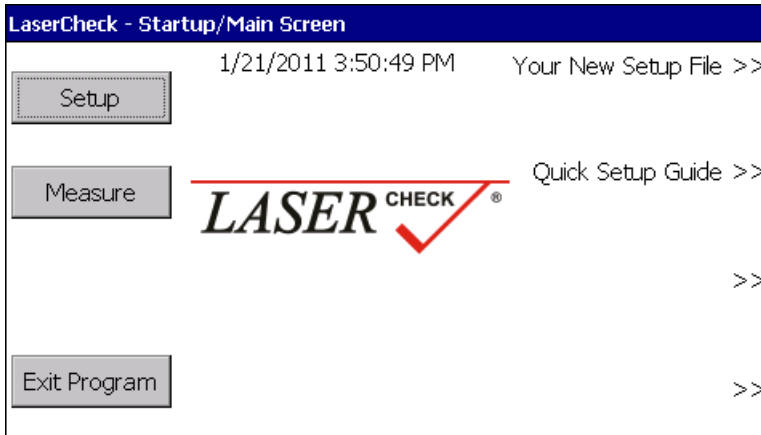 LaserCheck - Startup/Main Screen
1/21/2011 3:50:49 PM
Your New Setup File >>
Setup
Quick Setup Guide >>
Measure
LASER CHECK ®
>>
Exit Program
>>